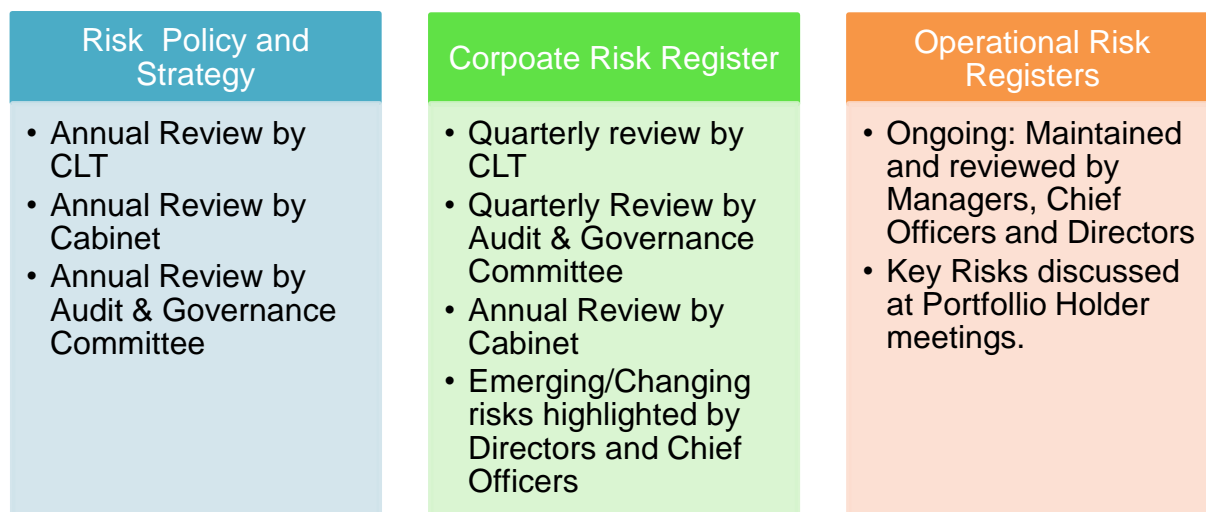 Risk  Policy and
Strategy
• Annual Review by
CLT
• Annual Review by
Cabinet
• Annual Review by
Audit & Governance
Committee
Corpoate Risk Register
• Quarterly review by
CLT
• Quarterly Review by
Audit & Governance
Committee
• Annual Review by
Cabinet
• Emerging/Changing
risks highlighted by
Directors and Chief
Officers
Operational Risk
Registers
• Ongoing: Maintained
and reviewed by
Managers, Chief
Officers and Directors
• Key Risks discussed
at Portfollio Holder
meetings.